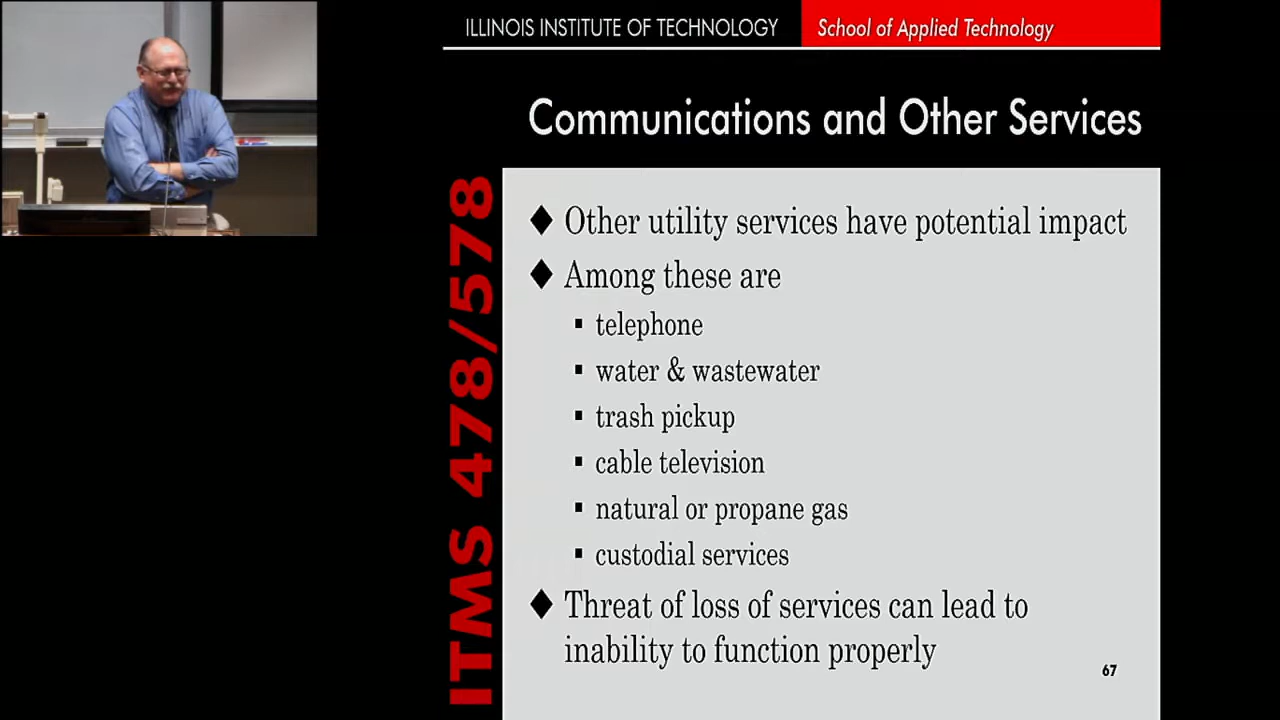 ILLINOIS INSTITUTE OF TECHNOLOGY School of Applied Technology
Communications and Other Services
ITMS 478/578
♦ Other utility services have potential impact
♦ Among these are
▪ telephone
▪ water & wastewater
▪ trash pickup
▪ cable television
▪ natural or propane gas
▪ custodial services
♦ Threat of loss of services can lead to
inability to function properly
67